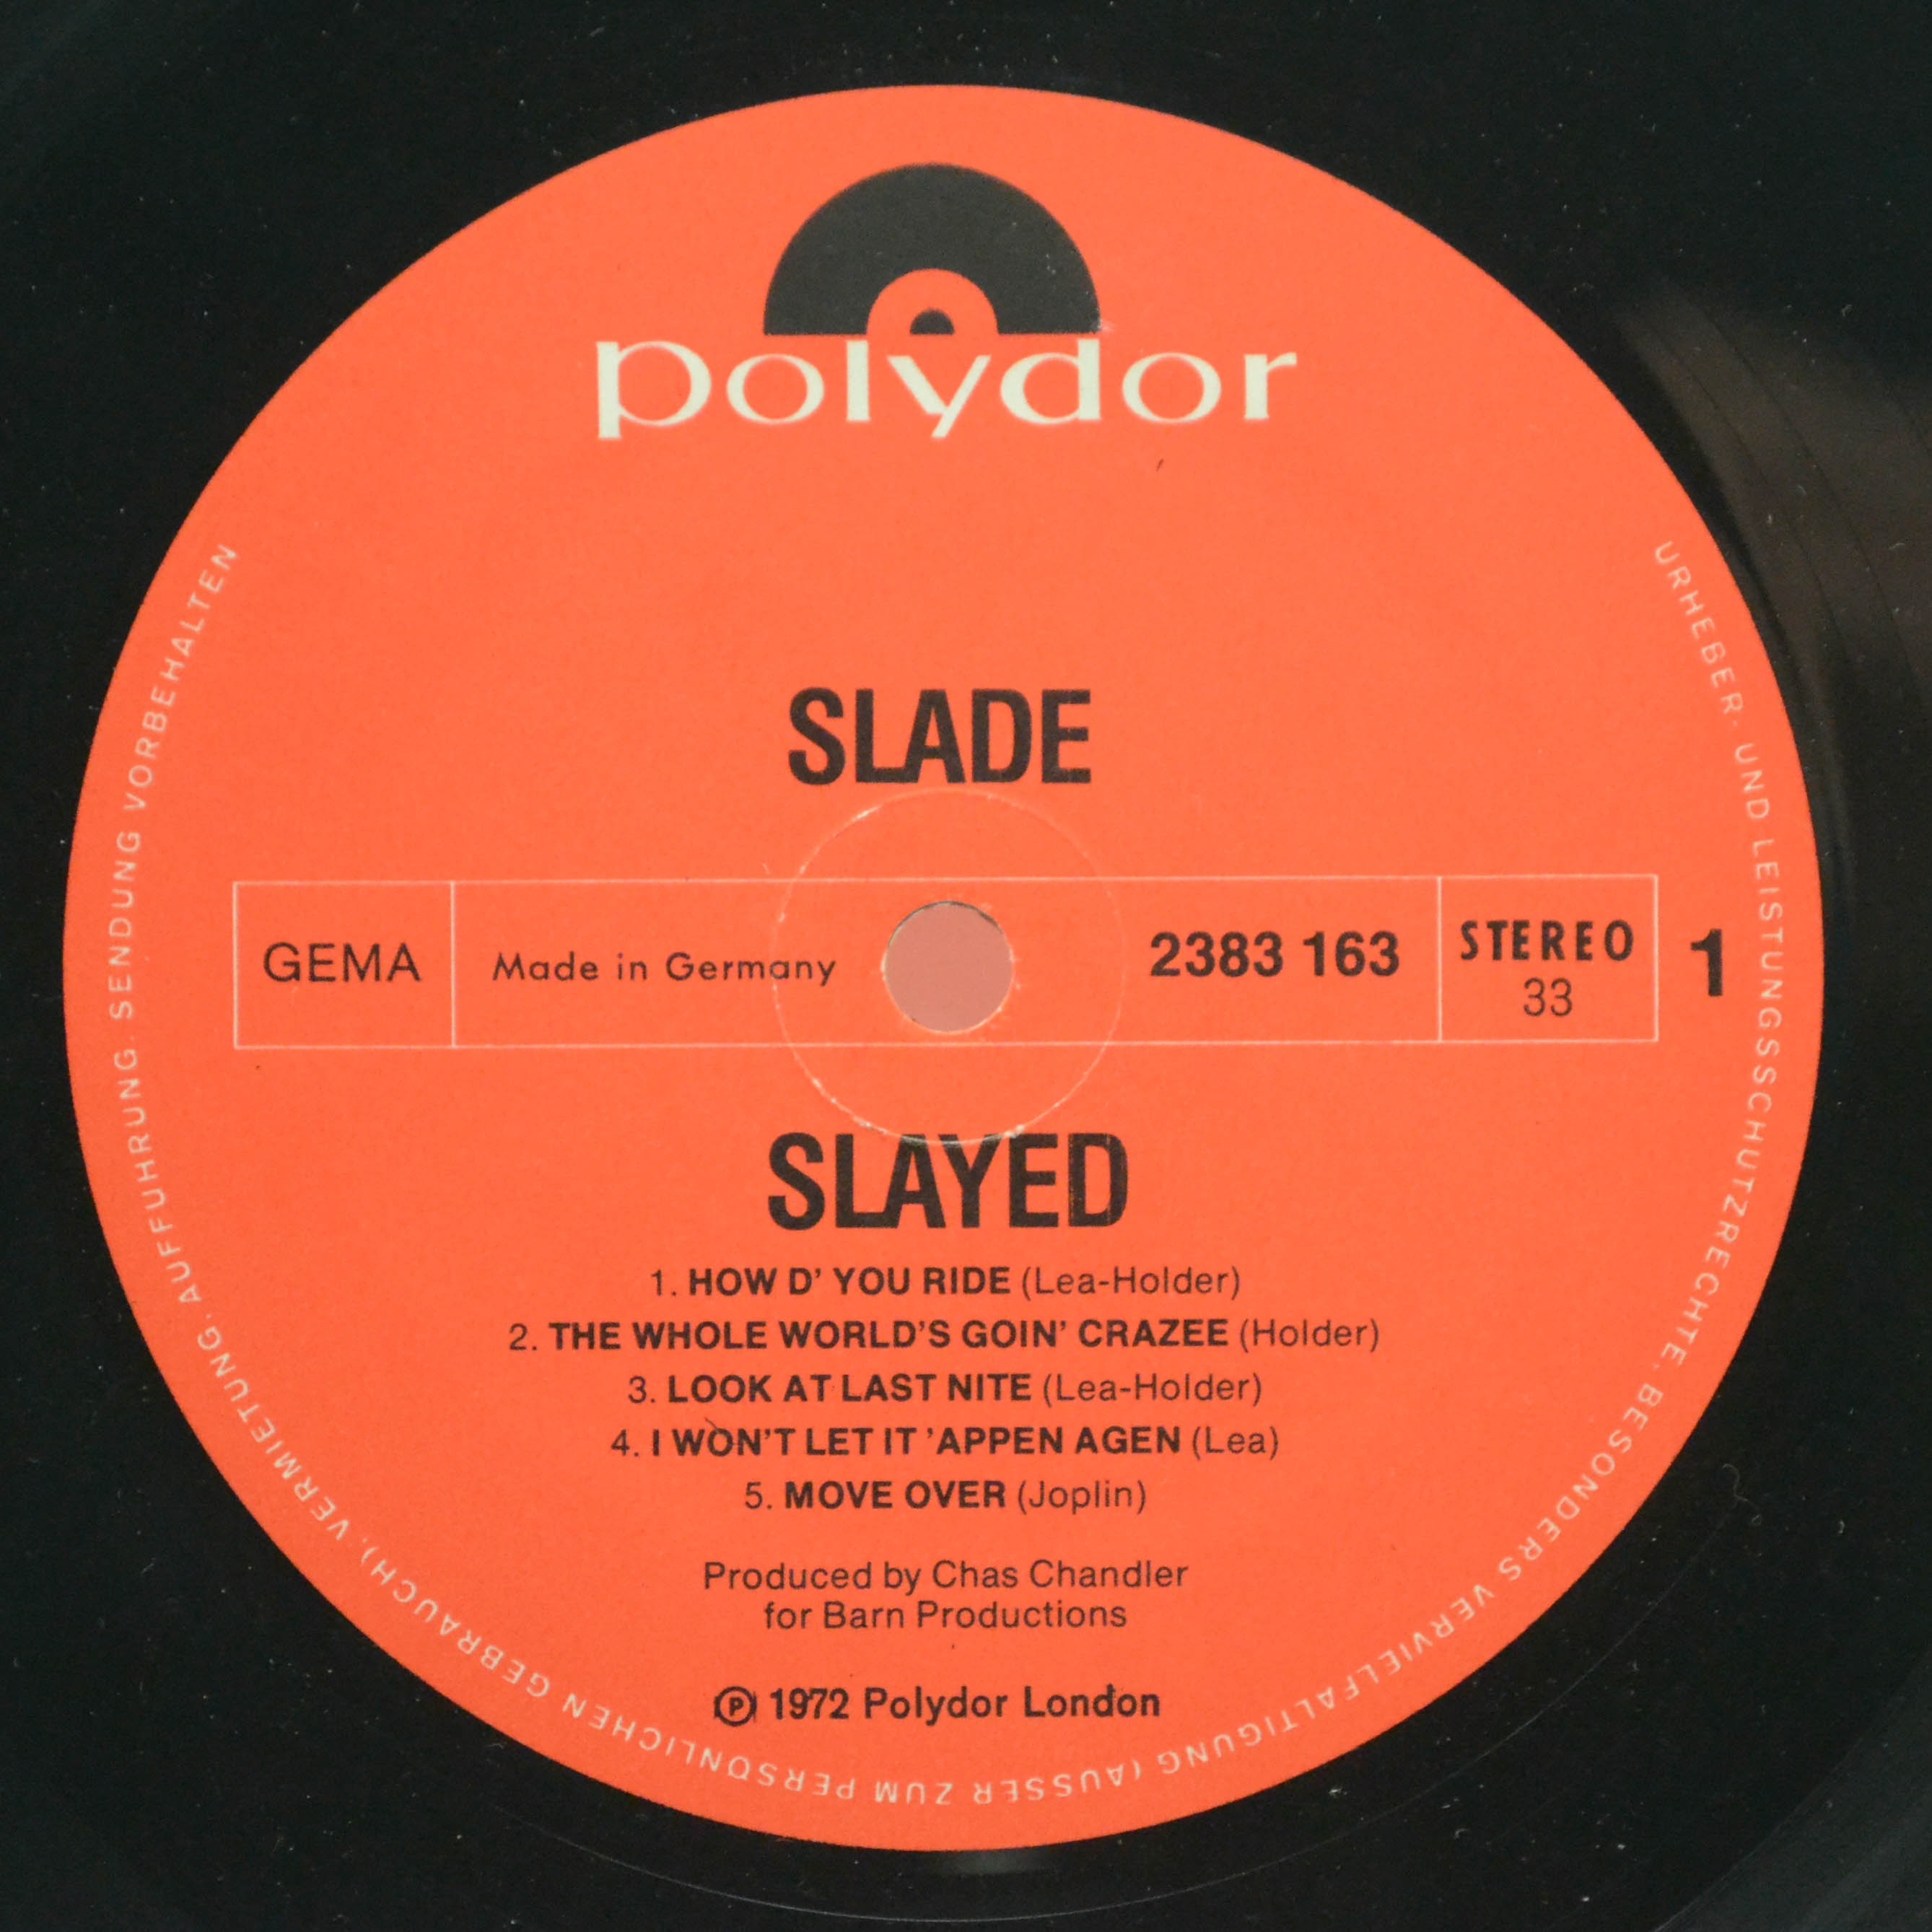 polydor
SLADE
GEMA
Made in Germany
2383 163
STEREO
33
1
SLAYED
1. HOW D' YOU RIDE (Lea-Holder)
2. THE WHOLE WORLD'S GOIN' CRAZEE (Holder)
3. LOOK AT LAST NITE (Lea-Holder)
4. I WON'T LET IT 'APPEN AGEN (Lea)
5. MOVE OVER (Joplin)
Produced by Chas Chandler
for Barn Productions
Ⓟ 1972 Polydor London
URHEBER- UND LEISTUNGSSCHUTZRECHTE, BESONDERS VERVIELFÄLTIGUNG (AUSSER ZUM PERSÖNLICHEN GEBRAUCH), VERMIETUNG, AUFFÜHRUNG, SENDUNG VORBEHALTEN